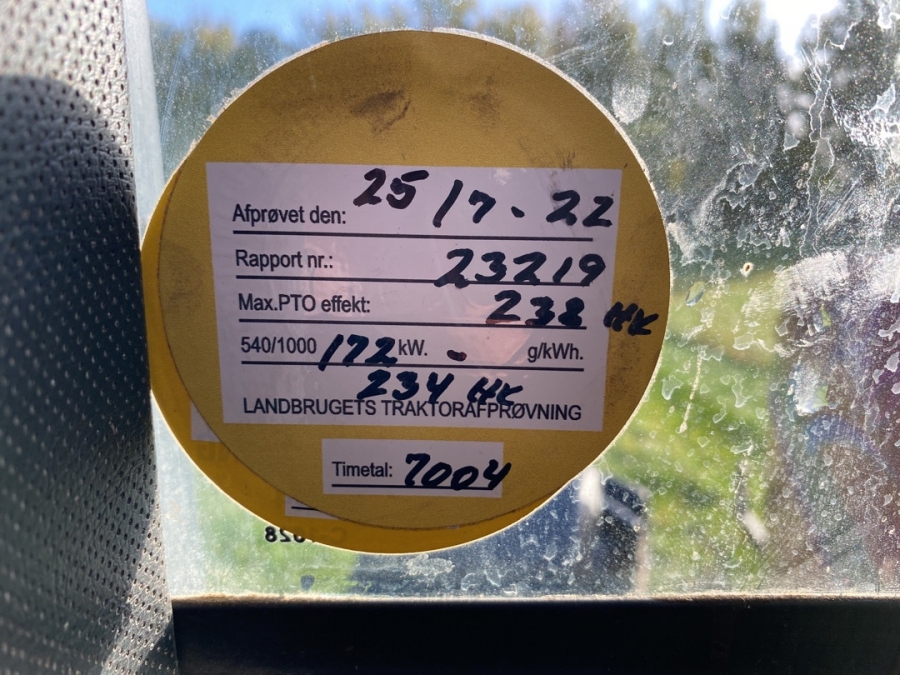 Afprøvet den: 25/7-22
Rapport nr.: 23219
Max.PTO effekt: 238 HK
540/1000 172 kW. - g/kWh.
234 HK
LANDBRUGETS TRAKTORAFPRØVNING
Timetal: 7004